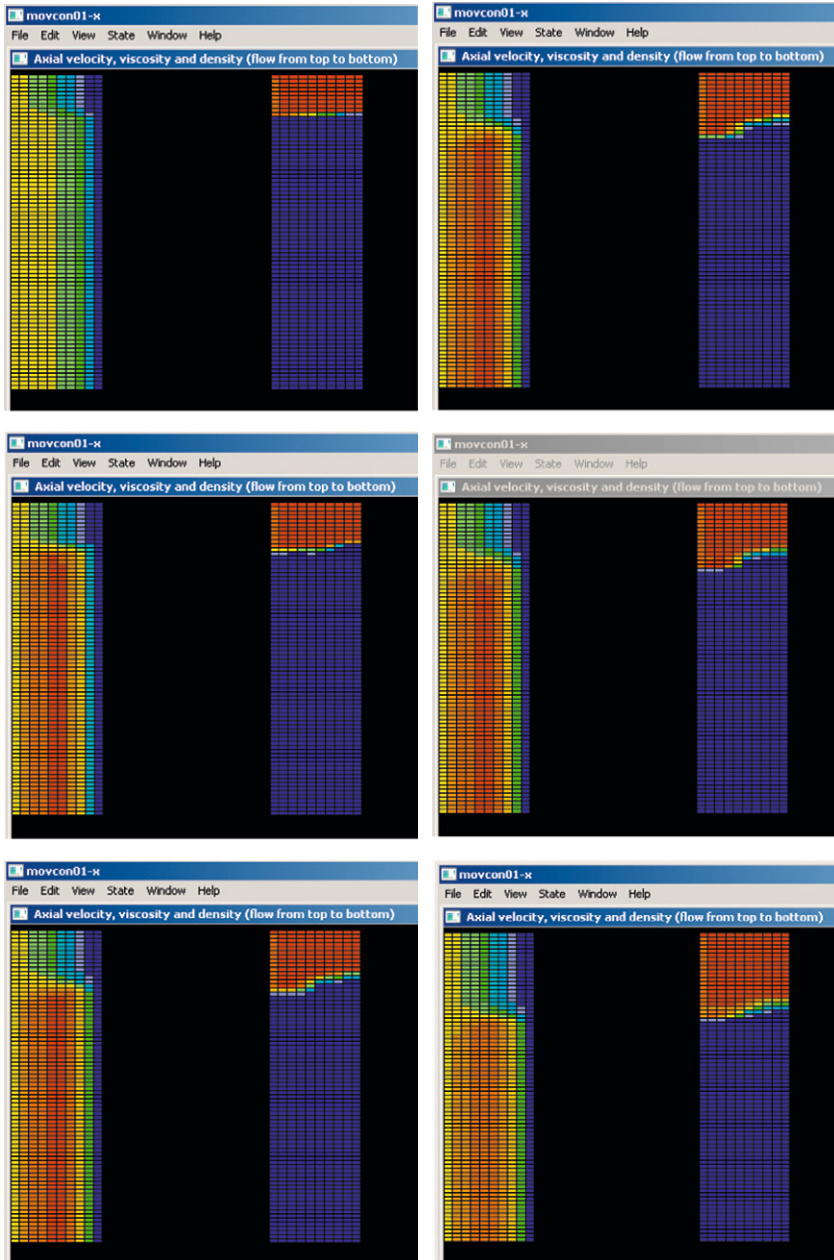 movcon01-x
File Edit View State Window Help
Axial velocity, viscosity and density (flow from top to bottom)
movcon01-x
File Edit View State Window Help
Axial velocity, viscosity and density (flow from top to bottom)
movcon01-x
File Edit View State Window Help
Axial velocity, viscosity and density (flow from top to bottom)
movcon01-x
File Edit View State Window Help
Axial velocity, viscosity and density (flow from top to bottom)
movcon01-x
File Edit View State Window Help
Axial velocity, viscosity and density (flow from top to bottom)
movcon01-x
File Edit View State Window Help
Axial velocity, viscosity and density (flow from top to bottom)